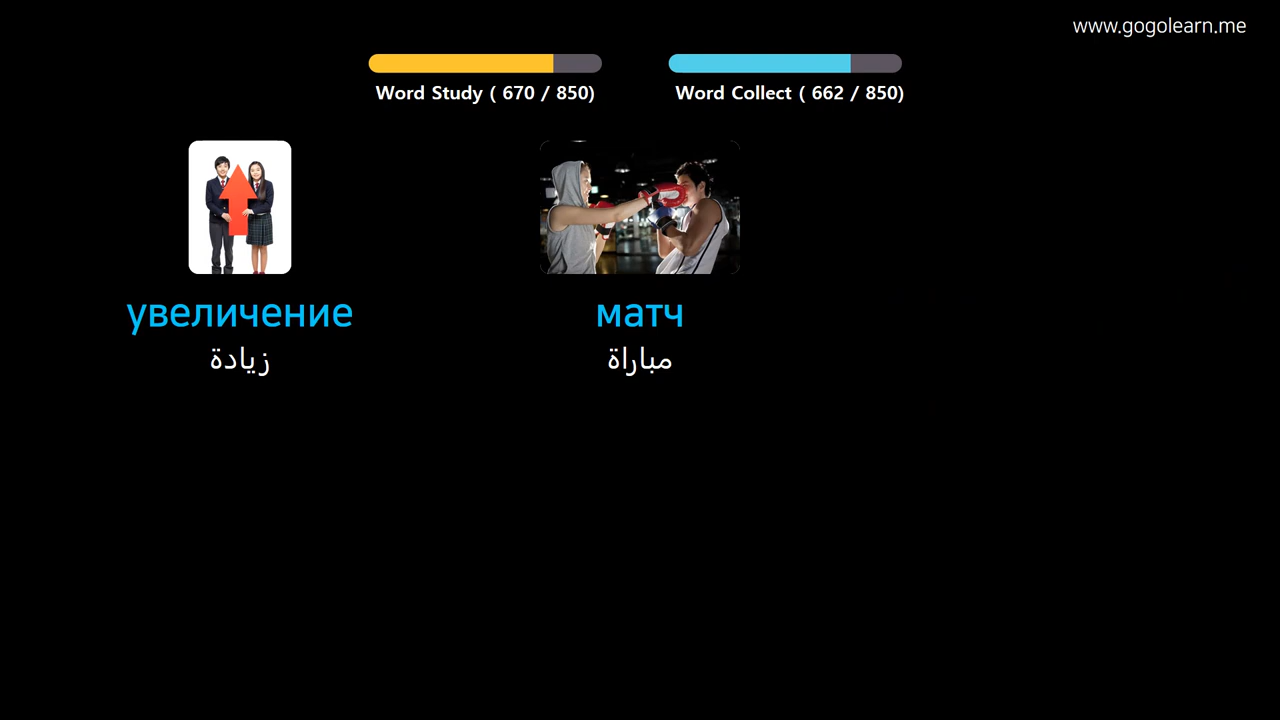 www.gogolearn.me
Word Study ( 670 / 850)
Word Collect ( 662 / 850)
увеличение
زيادة
матч
مباراة